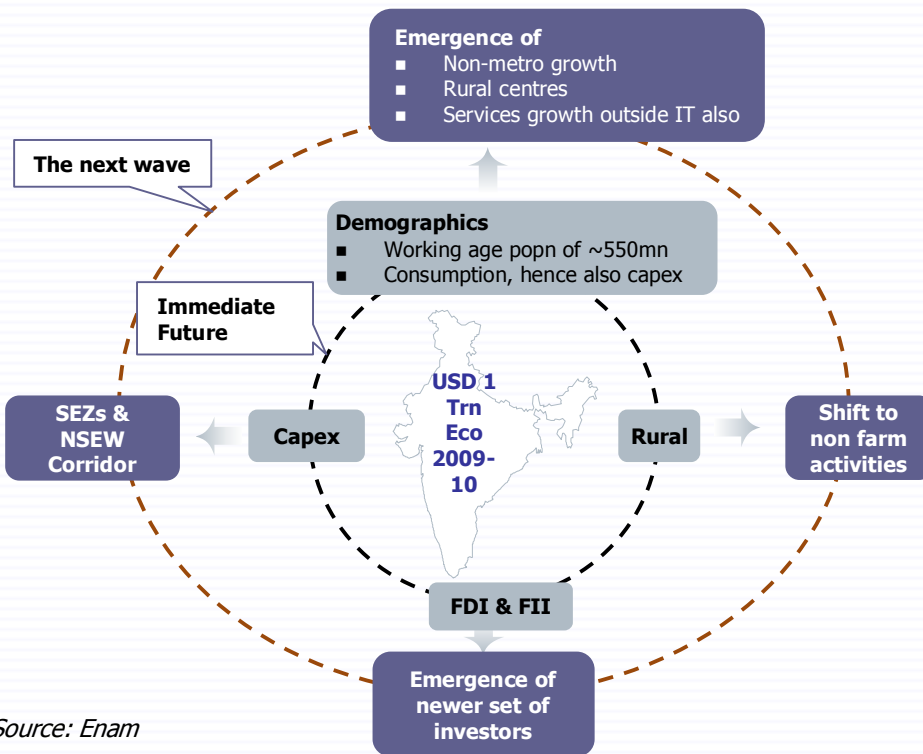 Emergence of
■ Non-metro growth
■ Rural centres
■ Services growth outside IT also
The next wave
Demographics
■ Working age popn of ~550mn
■ Consumption, hence also capex
Immediate
Future
USD 1
Trn
Eco
2009-
10
SEZs &
NSEW
Corridor
Capex
Rural
Shift to
non farm
activities
FDI & FII
Emergence of
newer set of
investors
Source: Enam